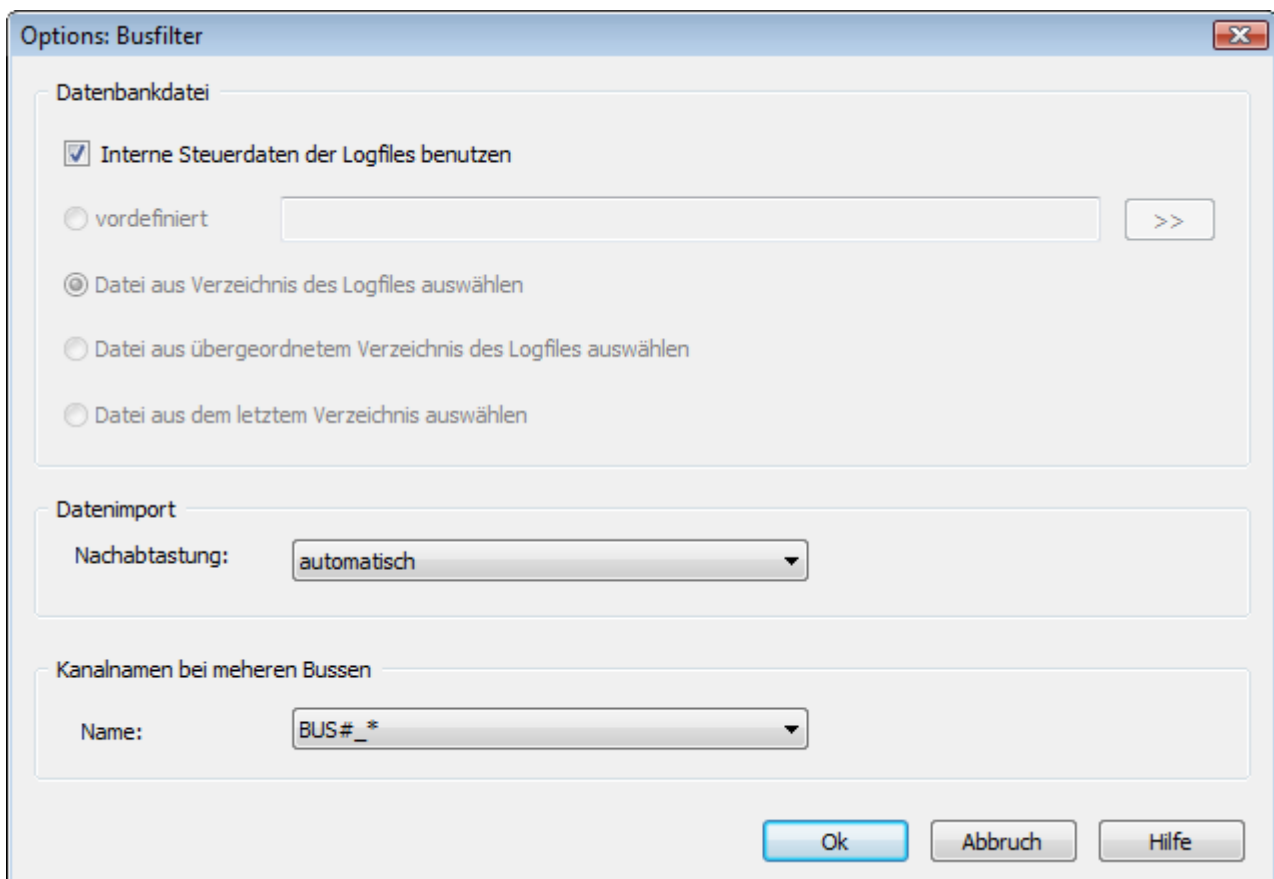 Options: Busfilter
Datenbankdatei
Interne Steuerdaten der Logfiles benutzen
vordefiniert >>
Datei aus Verzeichnis des Logfiles auswählen
Datei aus übergeordnetem Verzeichnis des Logfiles auswählen
Datei aus dem letztem Verzeichnis auswählen
Datenimport
Nachabtastung: automatisch
Kanalnamen bei meheren Bussen
Name: BUS#_*
Ok Abbruch Hilfe